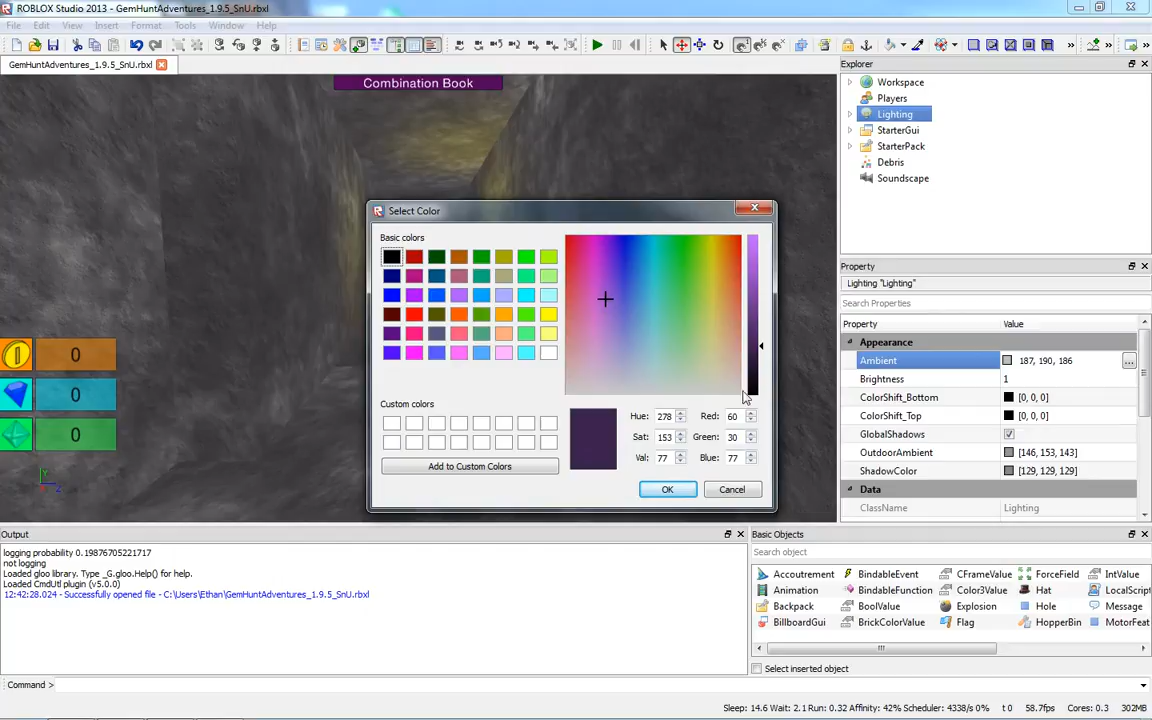 ROBLOX Studio 2013 - GemHuntAdventures_1.9.5_SnU.rbxl
File Edit View Insert Format Tools Window Help
GemHuntAdventures_1.9.5_SnU.rbxl
Combination Book
0
0
0
Y
Z
Select Color
Basic colors
Custom colors
Add to Custom Colors
Hue: 278 Red: 60
Sat: 153 Green: 30
Val: 77 Blue: 77
OK Cancel
Explorer
Workspace
Players
Lighting
StarterGui
StarterPack
Debris
Soundscape
Property
Lighting "Lighting"
Search Properties
Property Value
Appearance
Ambient 187, 190, 186 ...
Brightness 1
ColorShift_Bottom [0, 0, 0]
ColorShift_Top [0, 0, 0]
GlobalShadows
OutdoorAmbient [146, 153, 143]
ShadowColor [129, 129, 129]
Data
ClassName Lighting
Output
logging probability 0.19876705221717
not logging
Loaded gloo library. Type _G.gloo.Help() for help.
Loaded CmdUtl plugin (v5.0.0)
12:42:28.024 - Successfully opened file - C:\Users\Ethan\GemHuntAdventures_1.9.5_SnU.rbxl
Basic Objects
Search object
Accoutrement BindableEvent CFrameValue ForceField IntValue
Animation BindableFunction Color3Value Hat LocalScript
Backpack BoolValue Explosion Hole Message
BillboardGui BrickColorValue Flag HopperBin MotorFeat
Select inserted object
Command >
Sleep: 14.6 Wait: 2.1 Run: 0.32 Affinity: 42% Scheduler: 4338/s 0% t 0 58.7fps Cores: 0.3 302MB